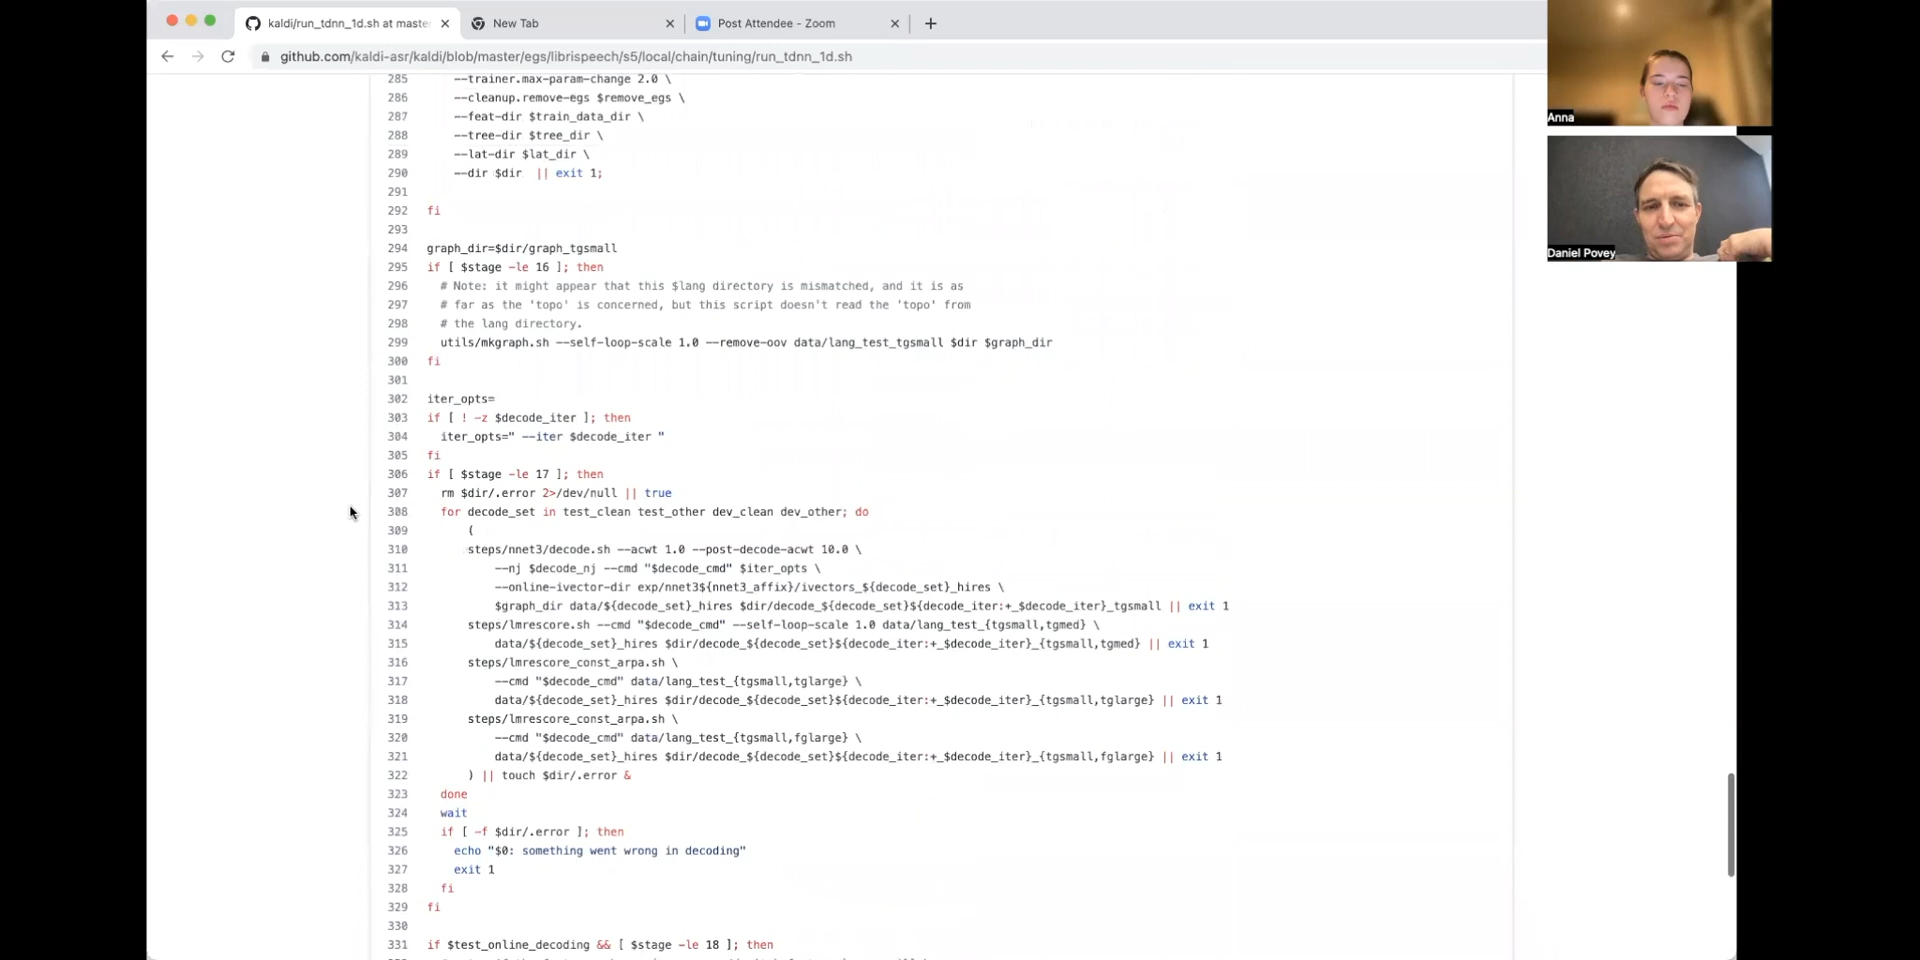 kaldi/run_tdnn_1d.sh at master
New Tab
Post Attendee - Zoom
github.com/kaldi-asr/kaldi/blob/master/egs/librispeech/s5/local/chain/tuning/run_tdnn_1d.sh
285 --trainer.max-param-change 2.0 \
286 --cleanup.remove-egs $remove_egs \
287 --feat-dir $train_data_dir \
288 --tree-dir $tree_dir \
289 --lat-dir $lat_dir \
290 --dir $dir || exit 1;
291
292 fi
293
294 graph_dir=$dir/graph_tgsmall
295 if [ $stage -le 16 ]; then
296 # Note: it might appear that this $lang directory is mismatched, and it is as
297 # far as the 'topo' is concerned, but this script doesn't read the 'topo' from
298 # the lang directory.
299 utils/mkgraph.sh --self-loop-scale 1.0 --remove-oov data/lang_test_tgsmall $dir $graph_dir
300 fi
301
302 iter_opts=
303 if [ ! -z $decode_iter ]; then
304 iter_opts=" --iter $decode_iter "
305 fi
306 if [ $stage -le 17 ]; then
307 rm $dir/.error 2>/dev/null || true
308 for decode_set in test_clean test_other dev_clean dev_other; do
309 (
310 steps/nnet3/decode.sh --acwt 1.0 --post-decode-acwt 10.0 \
311 --nj $decode_nj --cmd "$decode_cmd" $iter_opts \
312 --online-ivector-dir exp/nnet3${nnet3_affix}/ivectors_${decode_set}_hires \
313 $graph_dir data/${decode_set}_hires $dir/decode_${decode_set}${decode_iter:+_$decode_iter}_tgsmall || exit 1
314 steps/lmrescore.sh --cmd "$decode_cmd" --self-loop-scale 1.0 data/lang_test_{tgsmall,tgmed} \
315 data/${decode_set}_hires $dir/decode_${decode_set}${decode_iter:+_$decode_iter}_{tgsmall,tgmed} || exit 1
316 steps/lmrescore_const_arpa.sh \
317 --cmd "$decode_cmd" data/lang_test_{tgsmall,tglarge} \
318 data/${decode_set}_hires $dir/decode_${decode_set}${decode_iter:+_$decode_iter}_{tgsmall,tglarge} || exit 1
319 steps/lmrescore_const_arpa.sh \
320 --cmd "$decode_cmd" data/lang_test_{tgsmall,fglarge} \
321 data/${decode_set}_hires $dir/decode_${decode_set}${decode_iter:+_$decode_iter}_{tgsmall,fglarge} || exit 1
322 ) || touch $dir/.error &
323 done
324 wait
325 if [ -f $dir/.error ]; then
326 echo "$0: something went wrong in decoding"
327 exit 1
328 fi
329 fi
330
331 if $test_online_decoding && [ $stage -le 18 ]; then
Anna
Daniel Povey